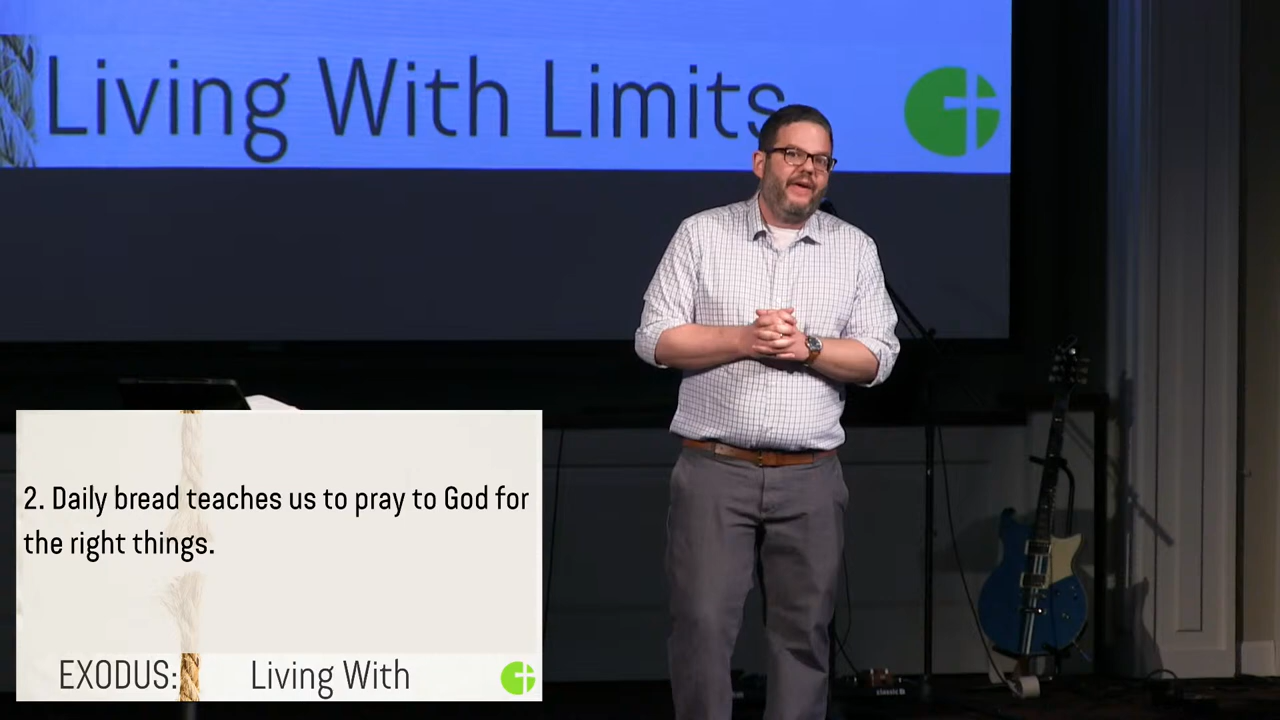 Living With Limits
2. Daily bread teaches us to pray to God for
the right things.
EXODUS:
Living With
classic